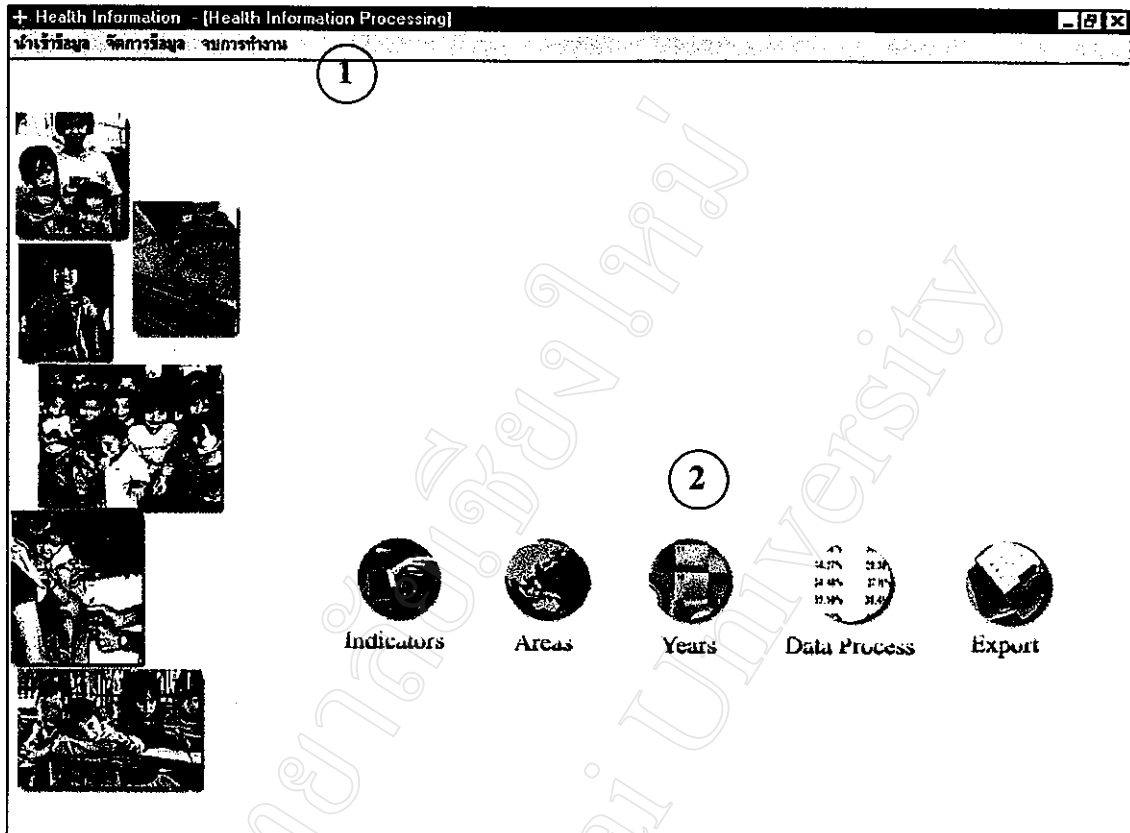 Health Information - [Health Information Processing]
นำเข้าข้อมูล จัดการข้อมูล จบการทำงาน
1
2
Indicators Areas Years Data Process Export
University